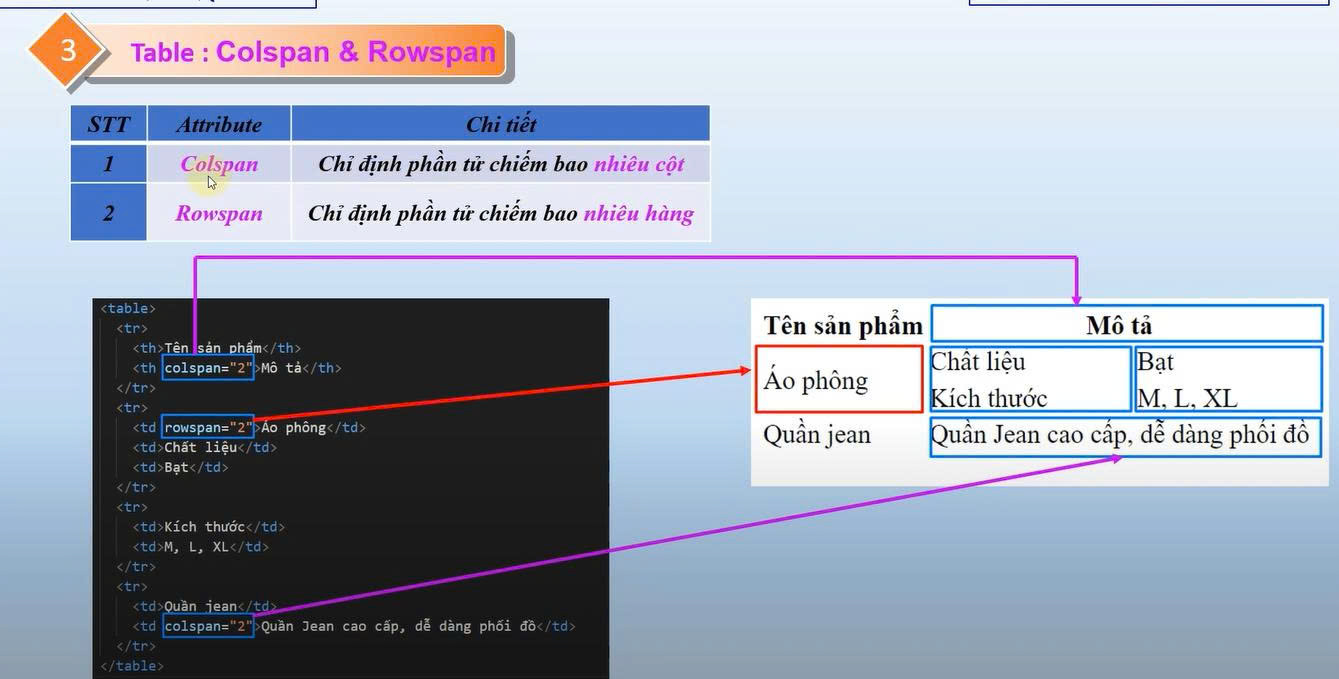 3
Table : Colspan & Rowspan
STT Attribute Chi tiết
1 Colspan Chỉ định phần tử chiếm bao nhiêu cột
2 Rowspan Chỉ định phần tử chiếm bao nhiêu hàng
<table>
<tr>
<th>Tên sản phẩm</th>
<th colspan="2">Mô tả</th>
</tr>
<tr>
<td rowspan="2">Áo phông</td>
<td>Chất liệu</td>
<td>Bạt</td>
</tr>
<tr>
<td>Kích thước</td>
<td>M, L, XL</td>
</tr>
<tr>
<td>Quần jean</td>
<td colspan="2">Quần Jean cao cấp, dễ dàng phối đồ</td>
</tr>
</table>
Tên sản phẩm Mô tả
Áo phông
Chất liệu Bạt
Kích thước M, L, XL
Quần jean Quần Jean cao cấp, dễ dàng phối đồ